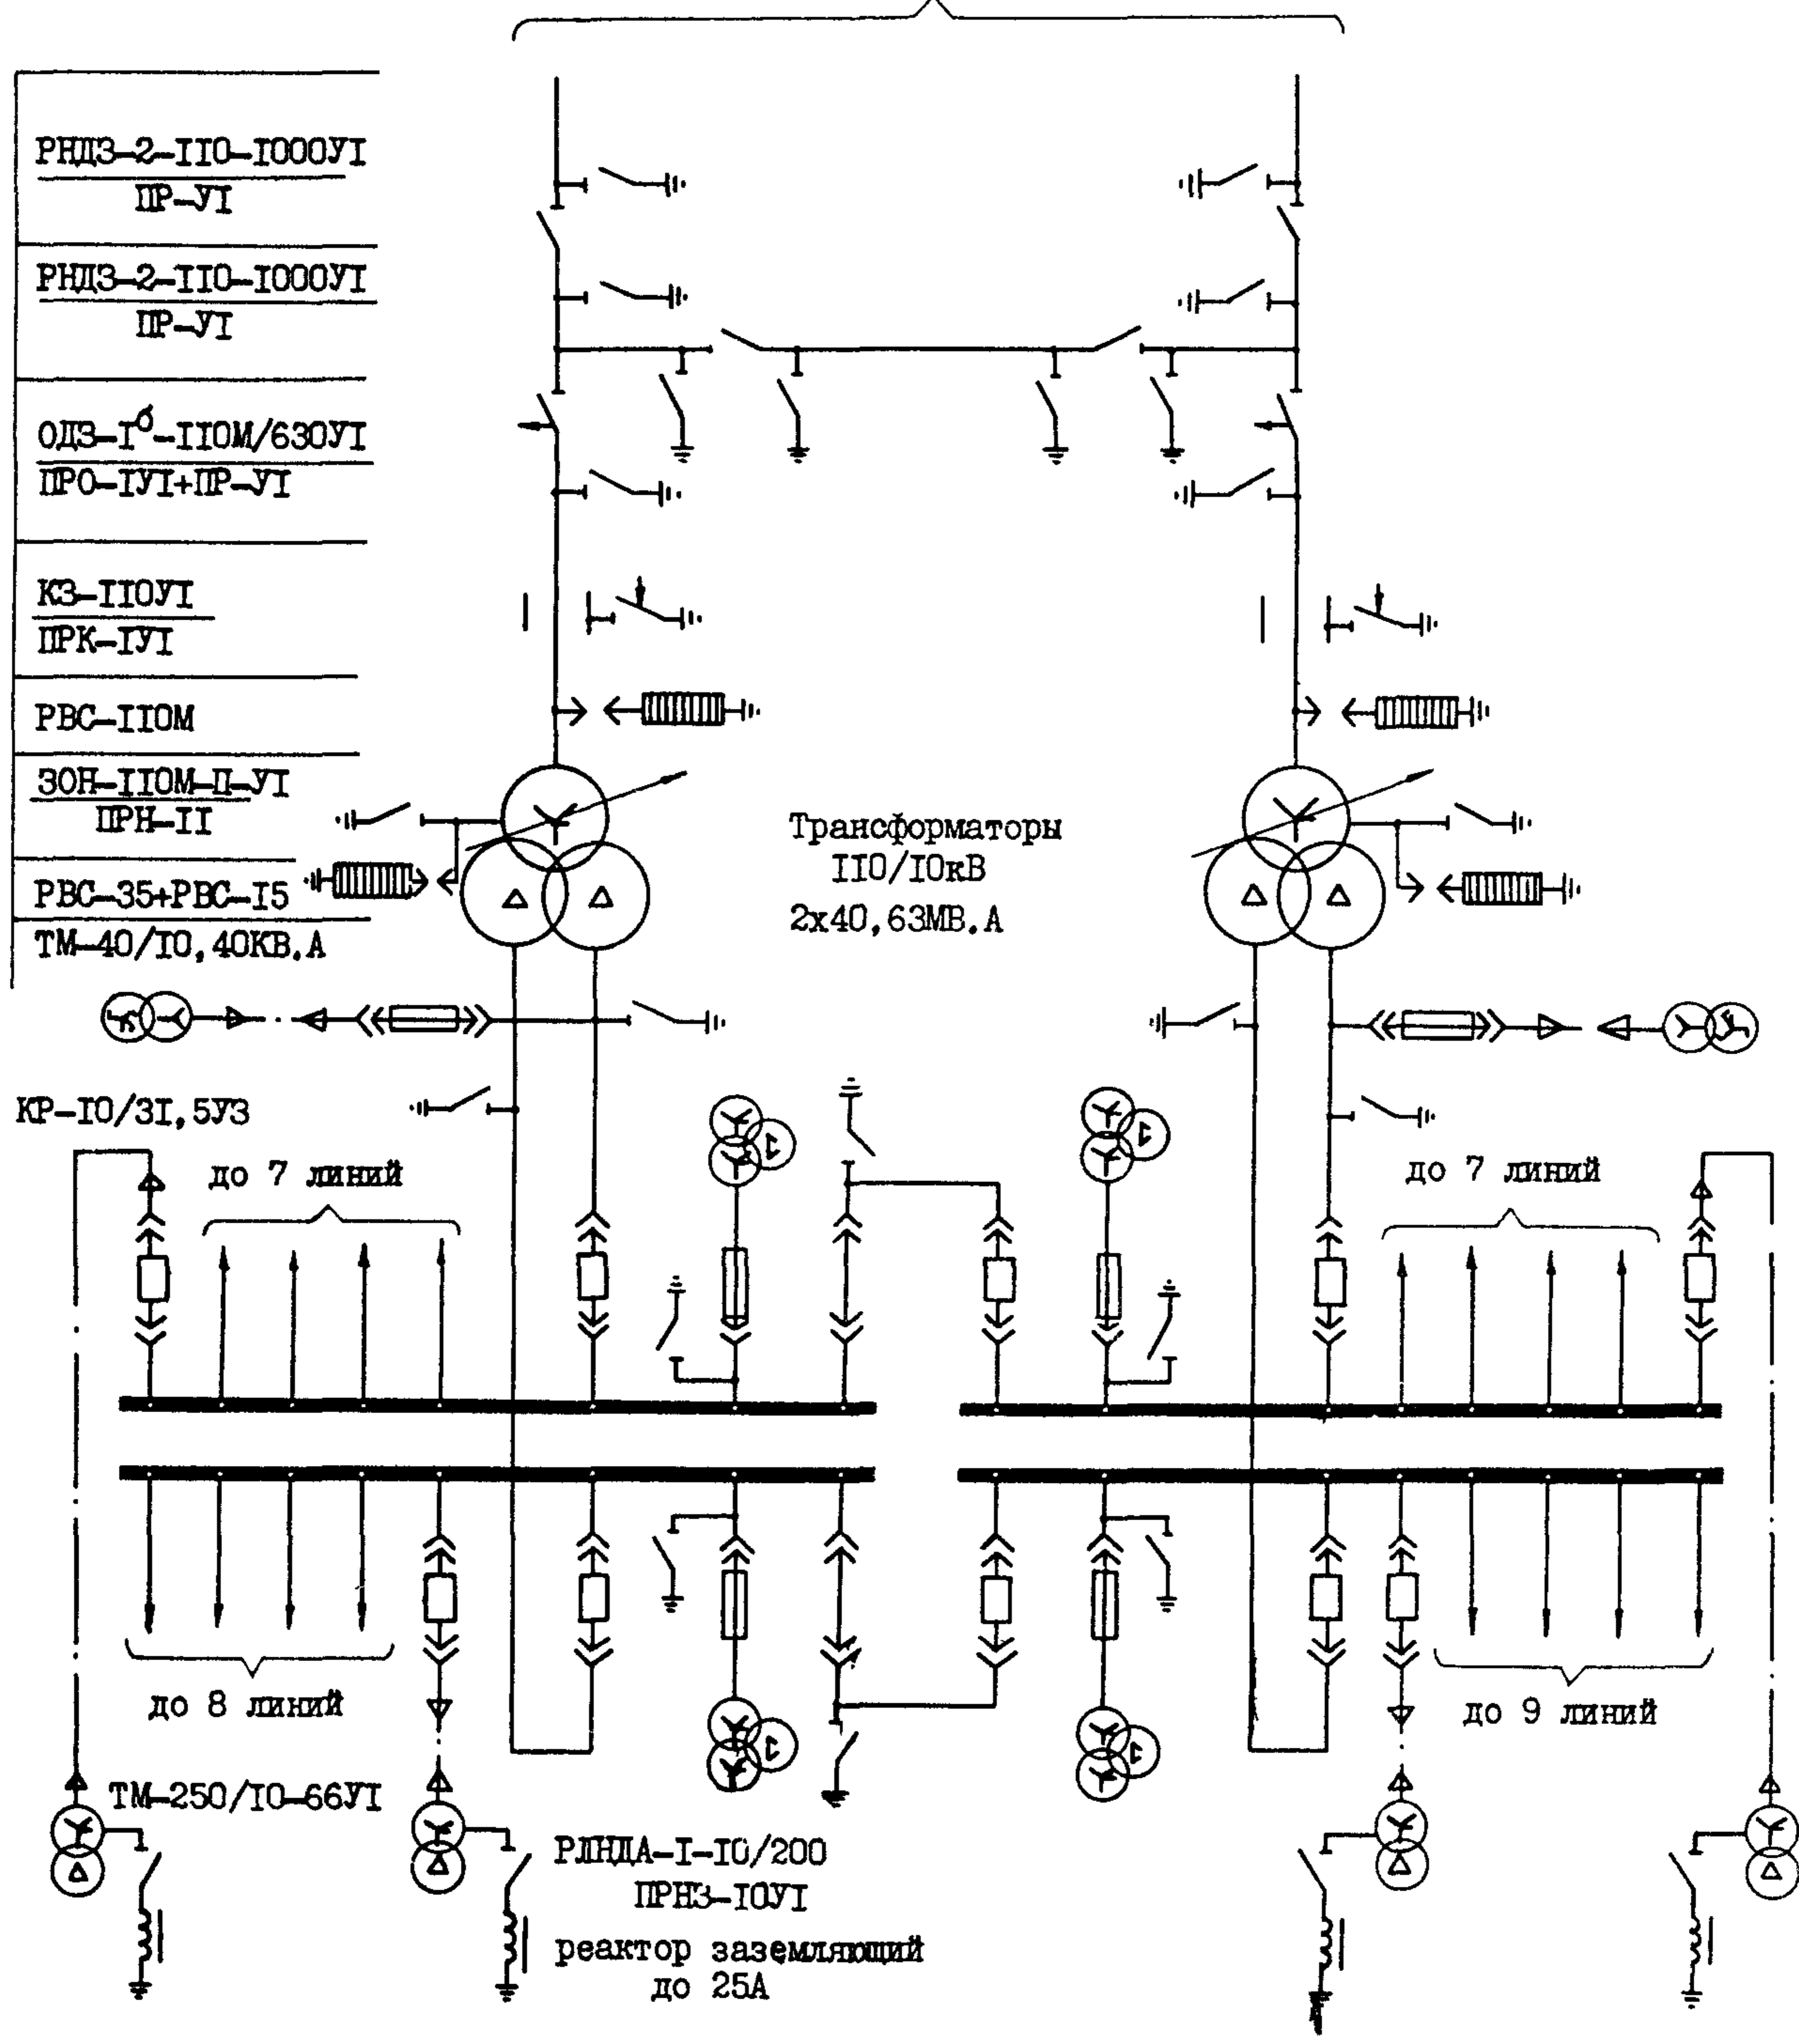 РНДЗ-2-110-1000У1
ПР-У1
РНДЗ-2-110-1000У1
ПР-У1
ОДЗ-1б-110М/630У1
ПРО-1У1+ПР-У1
КЗ-110У1
ПРК-1У1
РВС-110М
ЗОН-110М-П-У1
ПРН-11
РВС-35+РВС-15
ТМ-40/10,40КВ.А
Трансформаторы
110/10кВ
2х40,63МВ.А
КР-10/31,5УЗ
до 7 линий
до 7 линий
до 8 линий
до 9 линий
ТМ-250/10-66У1
РЛНДА-1-10/200
ПРНЗ-10У1
реактор заземляющий
до 25А